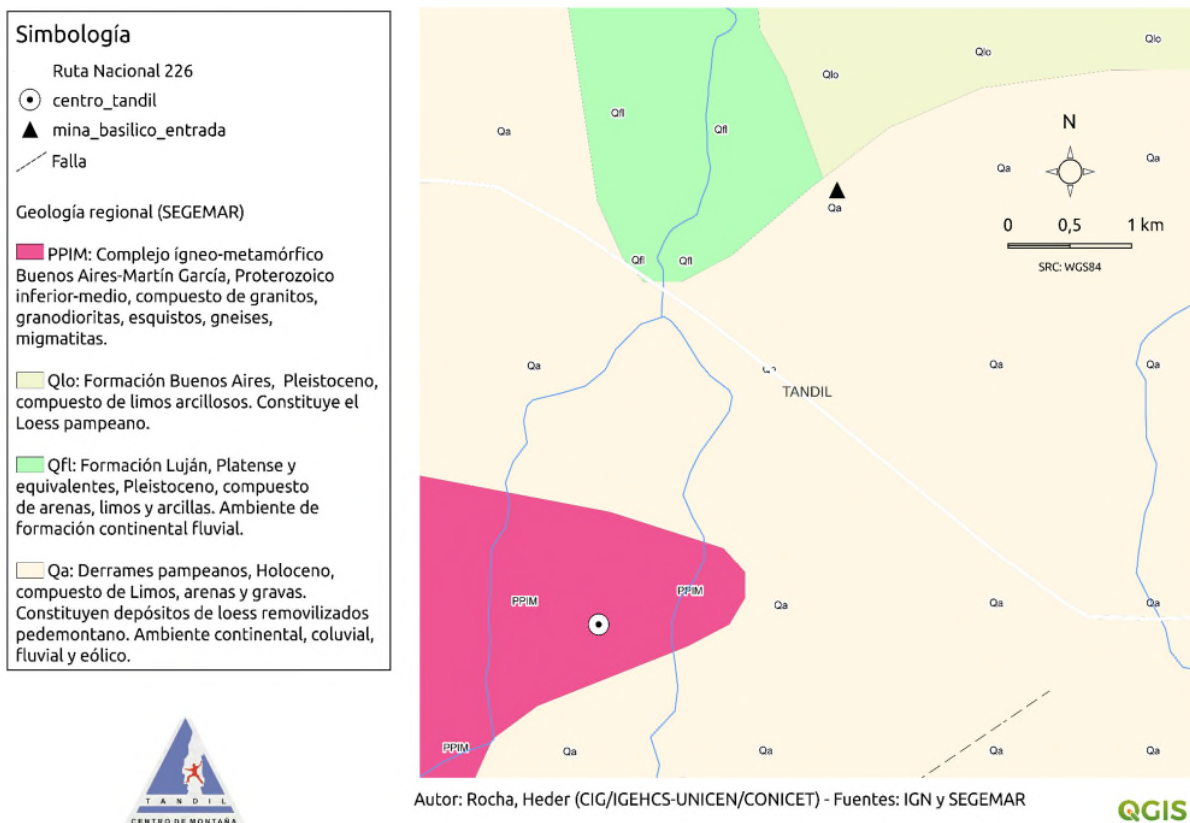 Simbología
Ruta Nacional 226
centro_tandil
mina_basilico_entrada
Falla
Geología regional (SEGEMAR)
PPIM: Complejo ígneo-metamórfico
Buenos Aires-Martín García, Proterozoico
inferior-medio, compuesto de granitos,
granodioritas, esquistos, gneises,
migmatitas.
Qlo: Formación Buenos Aires, Pleistoceno,
compuesto de limos arcillosos. Constituye el
Loess pampeano.
Qfl: Formación Luján, Platense y
equivalentes, Pleistoceno, compuesto
de arenas, limos y arcillas. Ambiente de
formación continental fluvial.
Qa: Derrames pampeanos, Holoceno,
compuesto de Limos, arenas y gravas.
Constituyen depósitos de loess removilizados
pedemontano. Ambiente continental, coluvial,
fluvial y eólico.
TANDIL
CENTRO DE MONTAÑA
Qlo
Qlo
Qlo
Qfl
Qfl
Qa
N
Qa
Qa
Qa
0 0,5 1 km
SRC: WGS84
Qfl Qfl
Qa
Qa
Qa
TANDIL
PPIM
PPIM
Qa
Qa
Qa
PPIM
Qa
Qa
Qa
Qa
Autor: Rocha, Heder (CIG/IGEHCS-UNICEN/CONICET) - Fuentes: IGN y SEGEMAR
QGIS